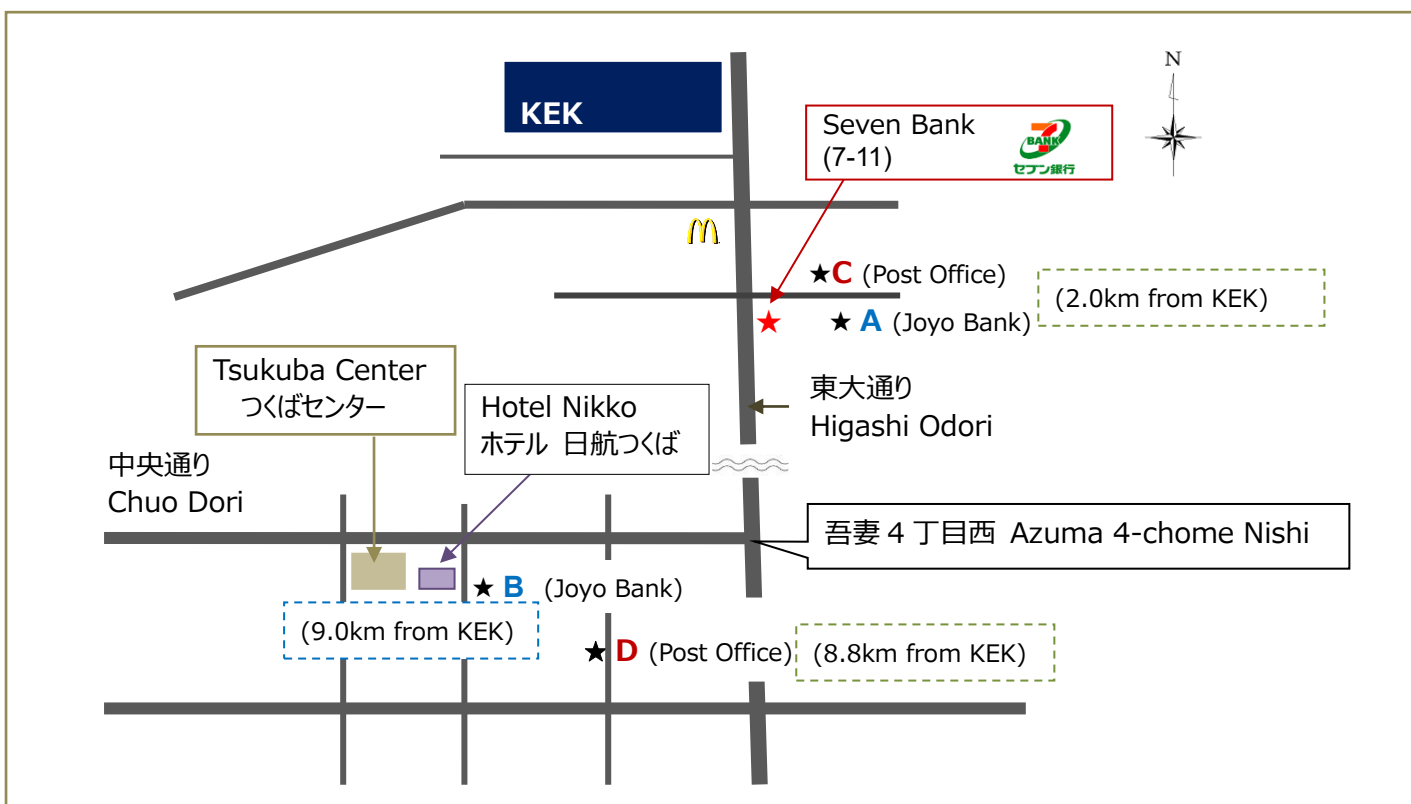 N
KEK
Seven Bank
(7-11)
7
BANK
セブン銀行
★C (Post Office)
(2.0km from KEK)
★ A (Joyo Bank)
Tsukuba Center
つくばセンター
Hotel Nikko
ホテル 日航つくば
東大通り
Higashi Odori
中央通り
Chuo Dori
吾妻４丁目西 Azuma 4-chome Nishi
★ B (Joyo Bank)
(9.0km from KEK)
★ D (Post Office)
(8.8km from KEK)